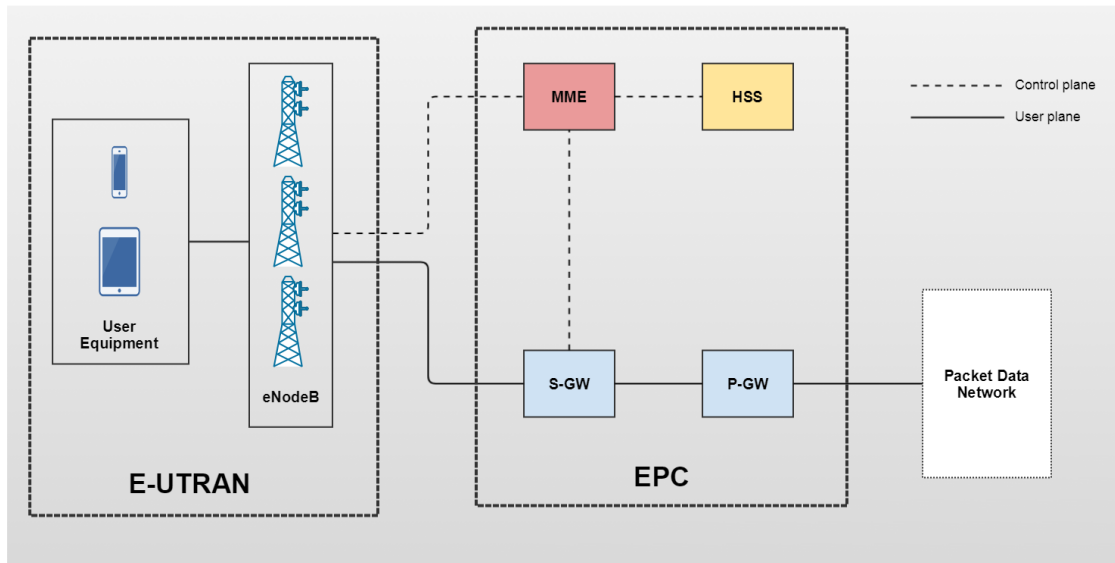 MME
HSS
Control plane
User plane
User
Equipment
eNodeB
S-GW
P-GW
Packet Data
Network
E-UTRAN
EPC